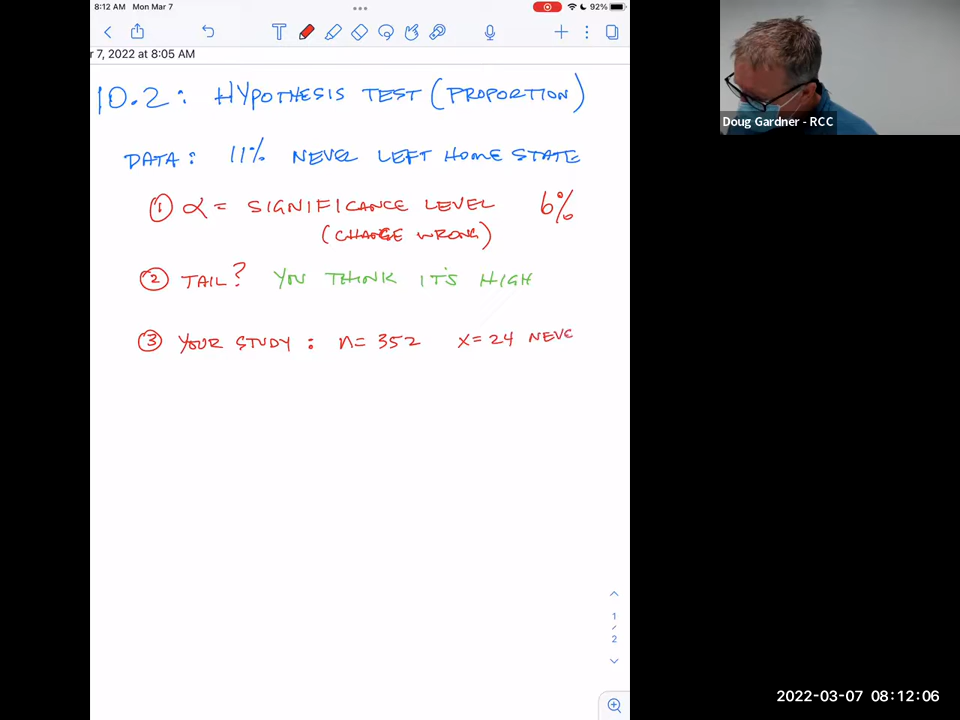 8:12 AM Mon Mar 7
92%
r 7, 2022 at 8:05 AM
10.2: HYPOTHESIS TEST (PROPORTION)
DATA: 11% NEVER LEFT HOME STATE
① α = SIGNIFICANCE LEVEL 6%
(CHANGE WRONG)
② TAIL? YOU THINK IT'S HIGH
③ YOUR STUDY: n = 352 x = 24 NEVE
1
2
Doug Gardner - RCC
2022-03-07 08:12:06